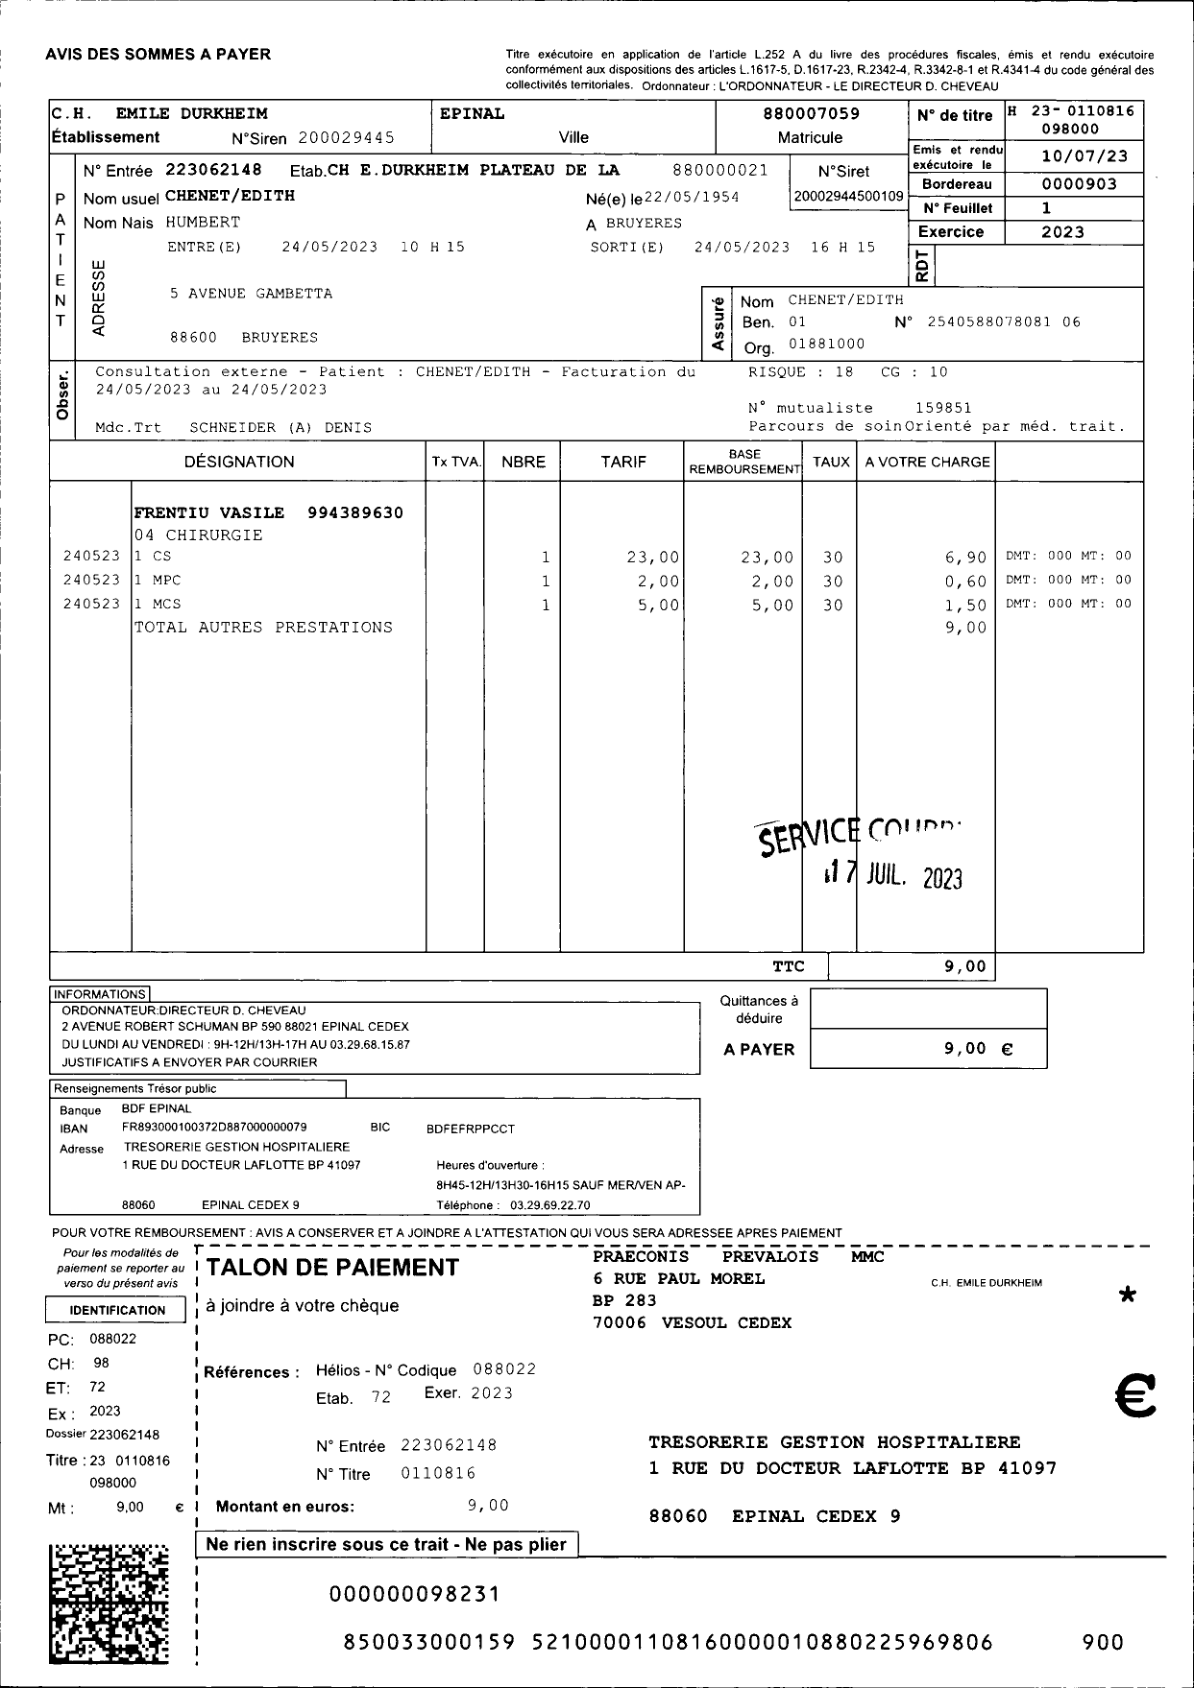 AVIS DES SOMMES A PAYER
Titre exécutoire en application de l'article L.252 A du livre des procédures fiscales, émis et rendu exécutoire
conformément aux dispositions des articles L.1617-5, D.1617-23, R.2342-4, R.3342-8-1 et R.4341-4 du code général des
collectivités territoriales. Ordonnateur : L'ORDONNATEUR - LE DIRECTEUR D. CHEVEAU
C.H. EMILE DURKHEIM EPINAL 880007059 N° de titre H 23- 0110816
Établissement N°Siren 200029445 Ville Matricule 098000
Emis et rendu
exécutoire le 10/07/23
N° Entrée 223062148 Etab.CH E.DURKHEIM PLATEAU DE LA 880000021 N°Siret
Bordereau 0000903
Nom usuel CHENET/EDITH Né(e) le22/05/1954 20002944500109
N° Feuillet 1
Nom Nais HUMBERT A BRUYERES
Exercice 2023
ENTRE(E) 24/05/2023 10 H 15 SORTI(E) 24/05/2023 16 H 15
RDT
PATIENT
ADRESSE
5 AVENUE GAMBETTA
88600 BRUYERES
Assuré
Nom CHENET/EDITH
Ben. 01 N° 2540588078081 06
Org. 01881000
Obser.
Consultation externe - Patient : CHENET/EDITH - Facturation du RISQUE : 18 CG : 10
24/05/2023 au 24/05/2023
N° mutualiste 159851
Mdc.Trt SCHNEIDER (A) DENIS Parcours de soinOrienté par méd. trait.
DÉSIGNATION Tx TVA. NBRE TARIF BASE REMBOURSEMENT TAUX A VOTRE CHARGE
FRENTIU VASILE 994389630
04 CHIRURGIE
240523 1 CS 1 23,00 23,00 30 6,90 DMT: 000 MT: 00
240523 1 MPC 1 2,00 2,00 30 0,60 DMT: 000 MT: 00
240523 1 MCS 1 5,00 5,00 30 1,50 DMT: 000 MT: 00
TOTAL AUTRES PRESTATIONS 9,00
SERVICE
17 JUIL. 2023
TTC 9,00
INFORMATIONS
ORDONNATEUR:DIRECTEUR D. CHEVEAU
2 AVENUE ROBERT SCHUMAN BP 590 88021 EPINAL CEDEX
DU LUNDI AU VENDREDI : 9H-12H/13H-17H AU 03.29.68.15.87
JUSTIFICATIFS A ENVOYER PAR COURRIER
Quittances à
déduire
A PAYER 9,00 €
Renseignements Trésor public
Banque BDF EPINAL
IBAN FR893000100372D887000000079 BIC BDFEFRPPCCT
Adresse TRESORERIE GESTION HOSPITALIERE
1 RUE DU DOCTEUR LAFLOTTE BP 41097 Heures d'ouverture :
8H45-12H/13H30-16H15 SAUF MER/VEN AP-
88060 EPINAL CEDEX 9 Téléphone : 03.29.69.22.70
POUR VOTRE REMBOURSEMENT : AVIS A CONSERVER ET A JOINDRE A L'ATTESTATION QUI VOUS SERA ADRESSEE APRES PAIEMENT
Pour les modalités de
paiement se reporter au
verso du présent avis
IDENTIFICATION
PC: 088022
CH: 98
ET: 72
Ex : 2023
Dossier 223062148
Titre : 23 0110816
098000
Mt : 9,00 €
TALON DE PAIEMENT
à joindre à votre chèque
PRAECONIS PREVALOIS MMC
6 RUE PAUL MOREL
BP 283
70006 VESOUL CEDEX
C.H. EMILE DURKHEIM
*
Références : Hélios - N° Codique 088022
Etab. 72 Exer. 2023
€
N° Entrée 223062148
N° Titre 0110816
Montant en euros: 9,00
TRESORERIE GESTION HOSPITALIERE
1 RUE DU DOCTEUR LAFLOTTE BP 41097
88060 EPINAL CEDEX 9
Ne rien inscrire sous ce trait - Ne pas plier
000000098231
850033000159 5210000110816000001088022596​9806 900